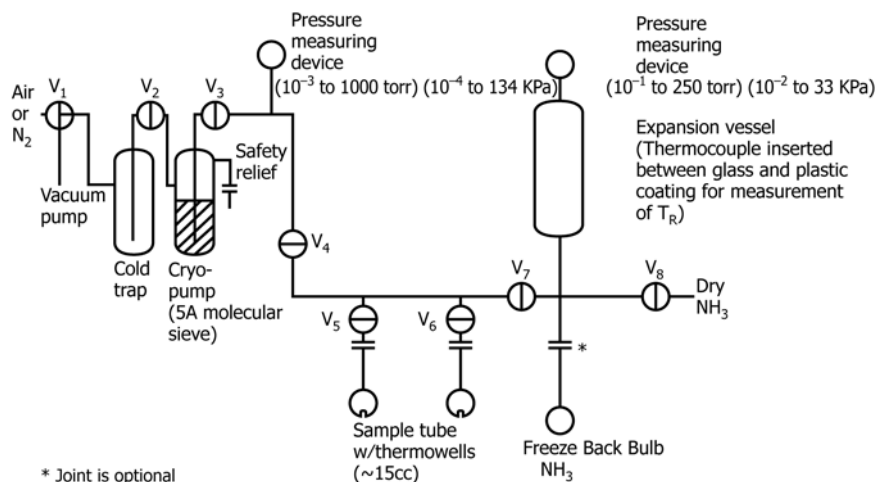 Pressure
measuring
device
(10⁻³ to 1000 torr) (10⁻⁴ to 134 KPa)
Pressure
measuring
device
(10⁻¹ to 250 torr) (10⁻² to 33 KPa)
Expansion vessel
(Thermocouple inserted
between glass and plastic
coating for measurement
of T_R)
Air
or
N₂
V₁
V₂
V₃
Safety
relief
Vacuum
pump
Cold
trap
Cryo-
pump
(5A molecular
sieve)
V₄
V₅
V₆
V₇
V₈
Dry
NH₃
*
Sample tube
w/thermowells
(~15cc)
Freeze Back Bulb
NH₃
* Joint is optional